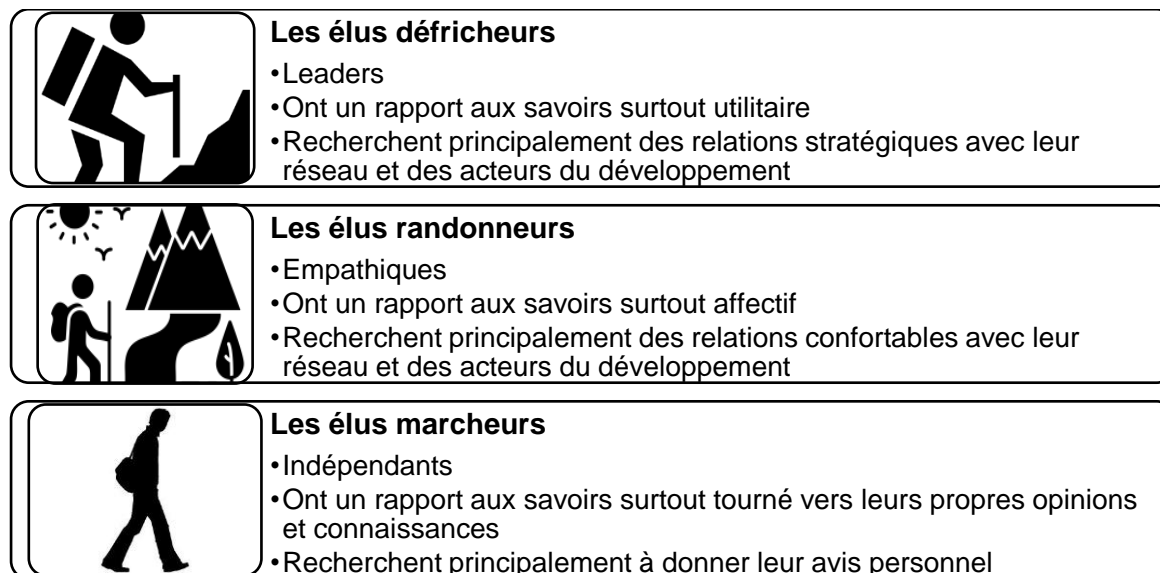 Les élus défricheurs
•Leaders
•Ont un rapport aux savoirs surtout utilitaire
•Recherchent principalement des relations stratégiques avec leur
réseau et des acteurs du développement
Les élus randonneurs
•Empathiques
•Ont un rapport aux savoirs surtout affectif
•Recherchent principalement des relations confortables avec leur
réseau et des acteurs du développement
Les élus marcheurs
•Indépendants
•Ont un rapport aux savoirs surtout tourné vers leurs propres opinions
et connaissances
•Recherchent principalement à donner leur avis personnel